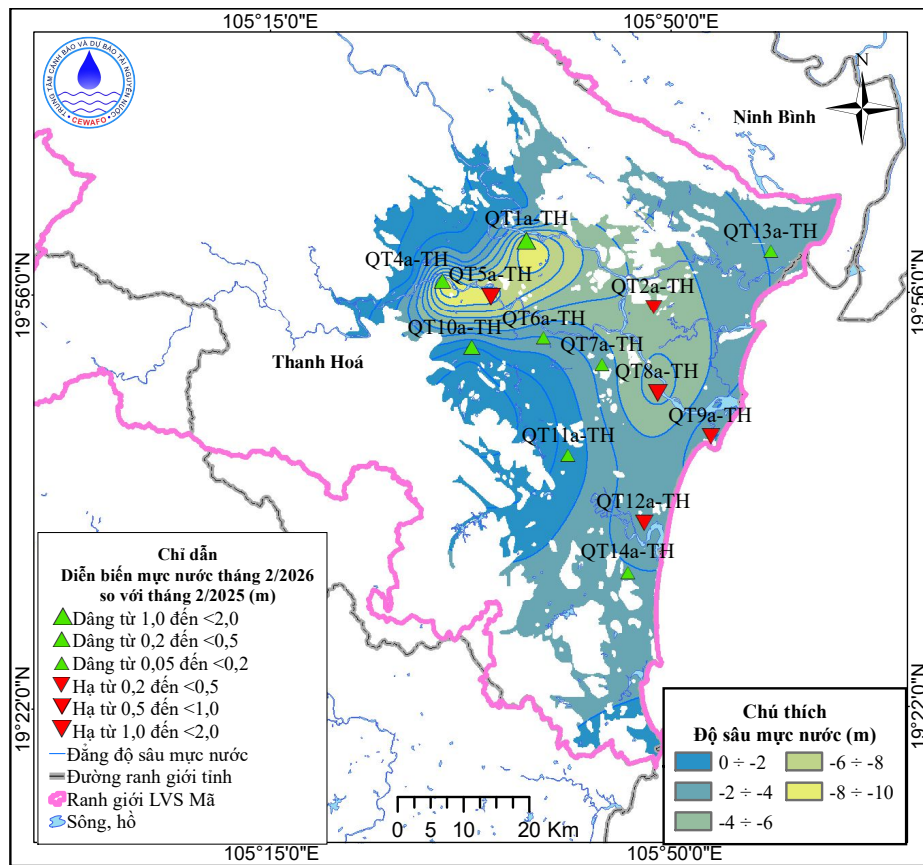 105°15'0"E
105°50'0"E
TRUNG TÂM CẢNH BÁO VÀ DỰ BÁO TÀI NGUYÊN NƯỚC
• CEWAFO •
N
Ninh Bình
QT1a-TH
QT13a-TH
QT4a-TH
QT5a-TH
19°56'0"N
19°56'0"N
QT2a-TH
QT10a-TH
QT6a-TH
Thanh Hoá
QT7a-TH
QT8a-TH
QT9a-TH
QT11a-TH
QT12a-TH
QT14a-TH
Chỉ dẫn
Diễn biến mực nước tháng 2/2026
so với tháng 2/2025 (m)
Dâng từ 1,0 đến <2,0
Dâng từ 0,2 đến <0,5
Dâng từ 0,05 đến <0,2
Hạ từ 0,2 đến <0,5
Hạ từ 0,5 đến <1,0
Hạ từ 1,0 đến <2,0
Đẳng độ sâu mực nước
Đường ranh giới tỉnh
Ranh giới LVS Mã
Sông, hồ
19°22'0"N
19°22'0"N
Chú thích
Độ sâu mực nước (m)
0 ÷ -2
-6 ÷ -8
-2 ÷ -4
-8 ÷ -10
-4 ÷ -6
0 5 10 20 Km
105°15'0"E
105°50'0"E